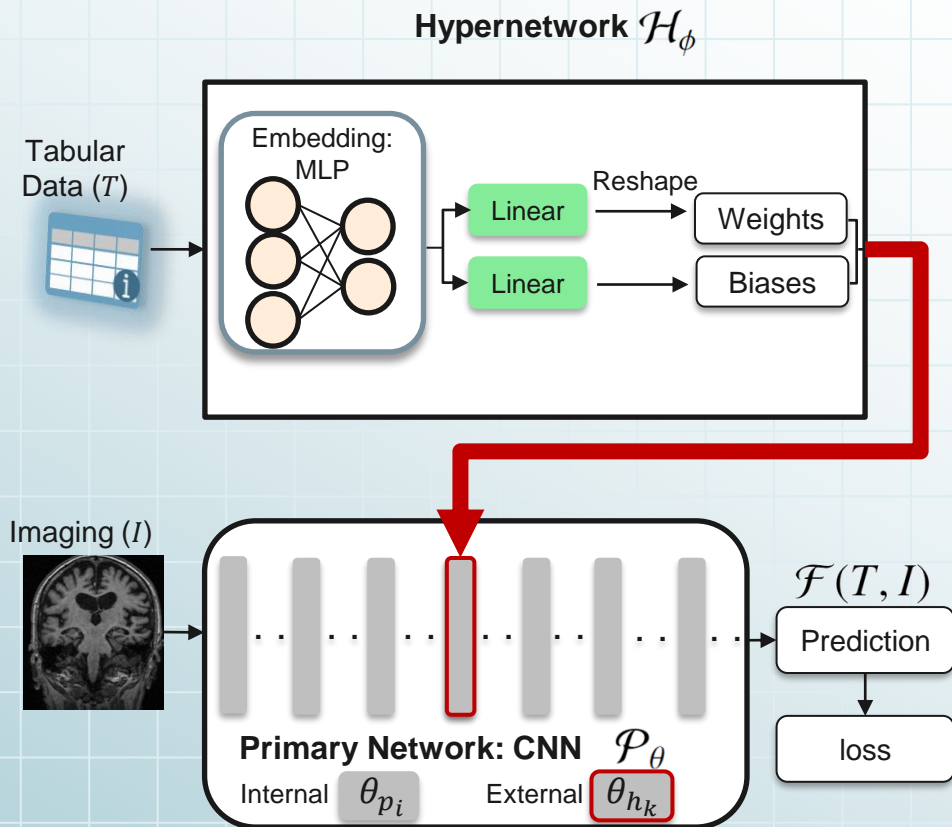 Hypernetwork ℋ_ϕ
Tabular
Data (T)
i
Embedding:
MLP
Linear
Reshape
Weights
Linear
Biases
Imaging (I)
ℱ(T, I)
Prediction
loss
Primary Network: CNN 𝒫_θ
Internal θ_{p_i} External θ_{h_k}